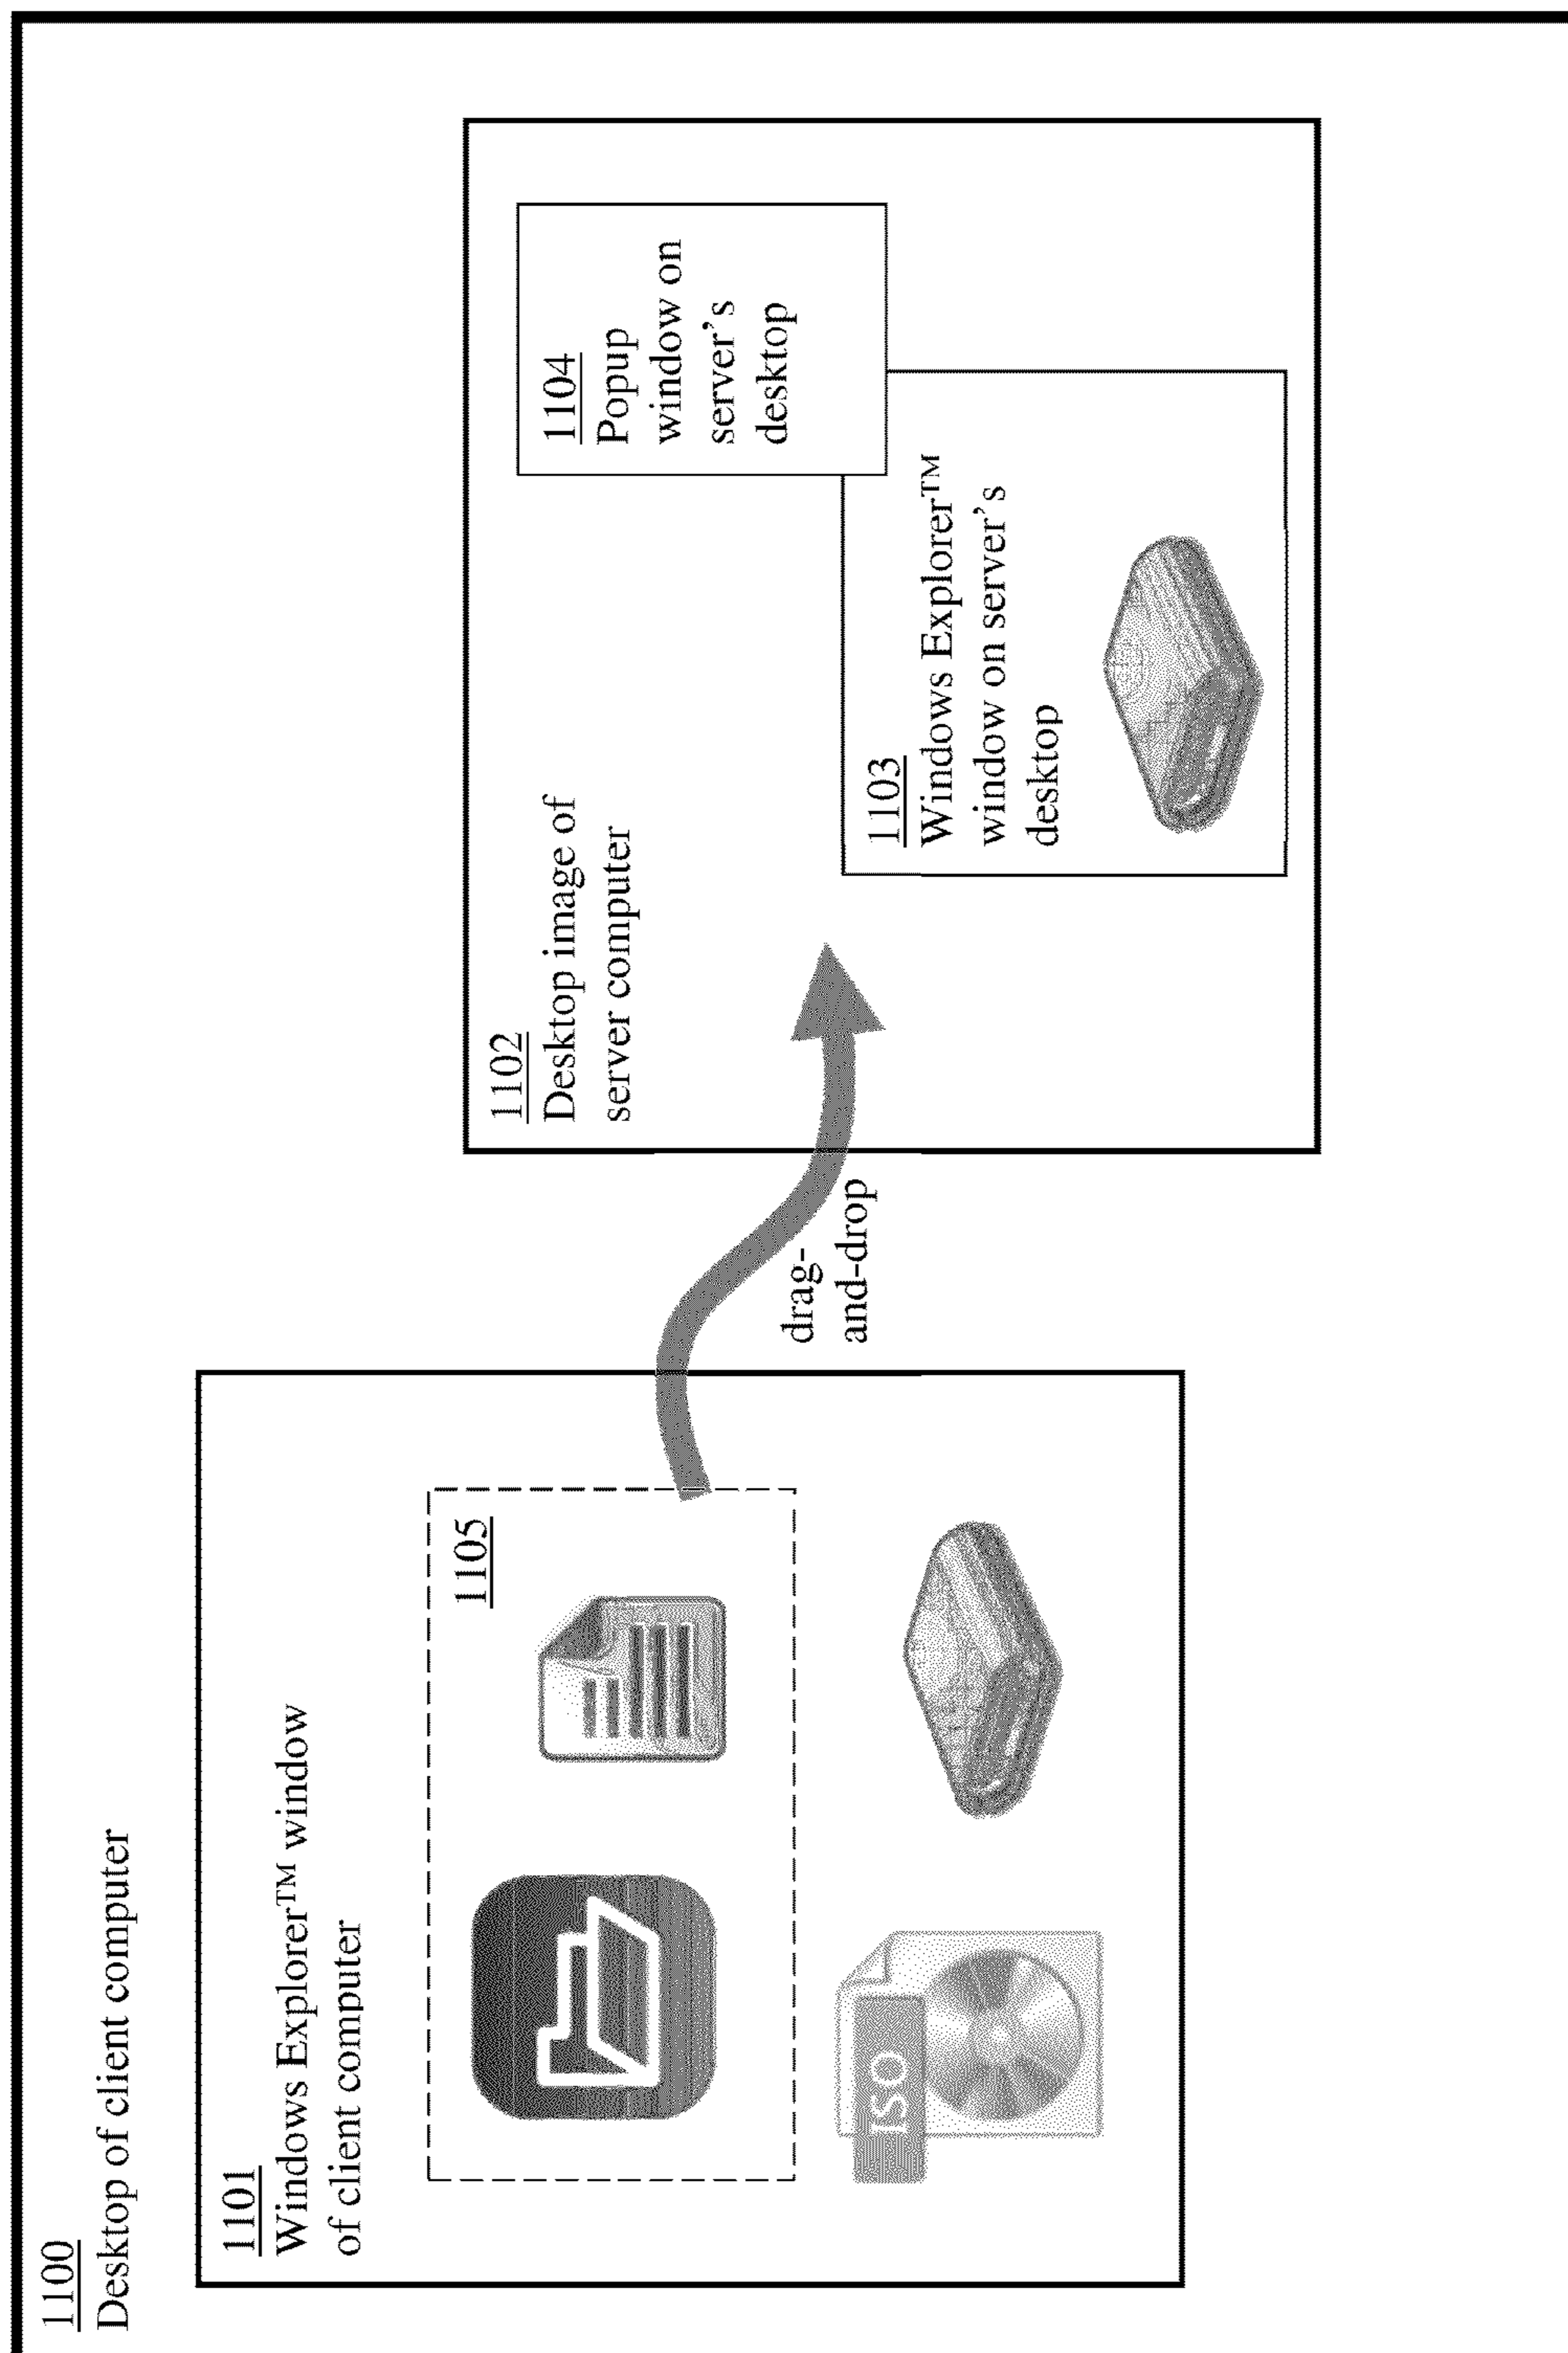 1100
Desktop of client computer
1101
Windows Explorer™ window
of client computer
1105
ISO
drag-
and-drop
1102
Desktop image of
server computer
1104
Popup
window on
server's
desktop
1103
Windows Explorer™
window on server's
desktop